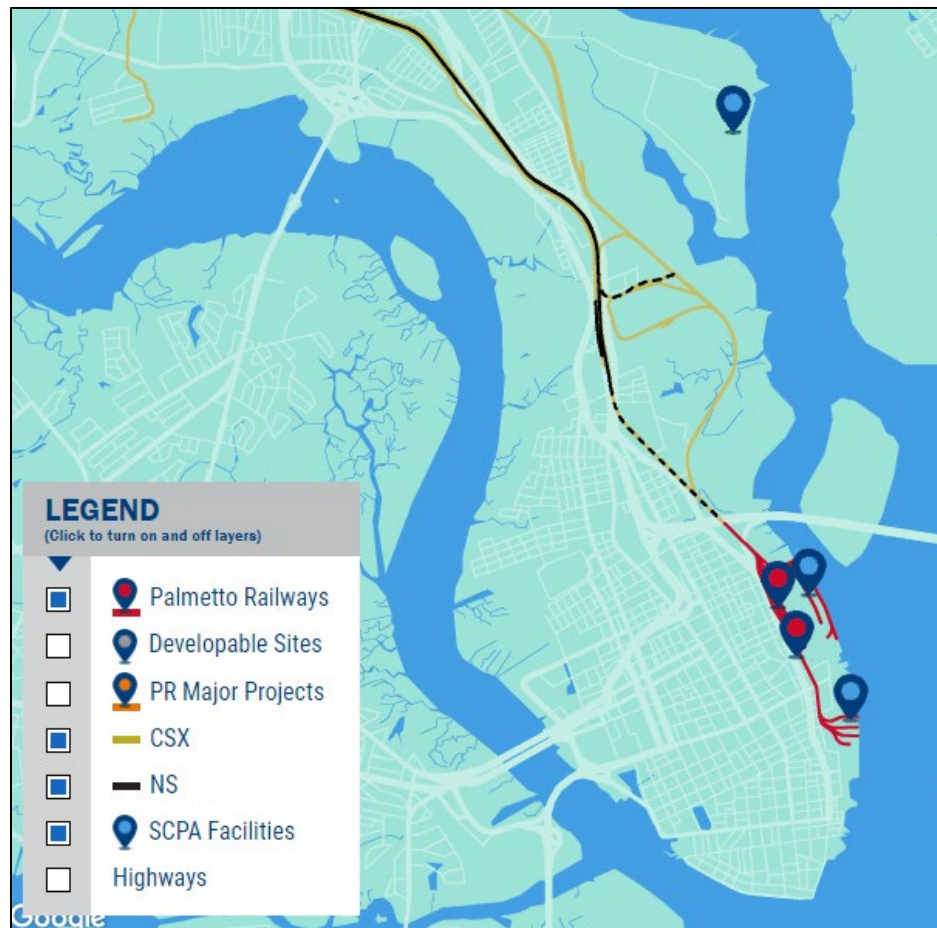 LEGEND
(Click to turn on and off layers)
Palmetto Railways
Developable Sites
PR Major Projects
CSX
NS
SCPA Facilities
Highways
Google